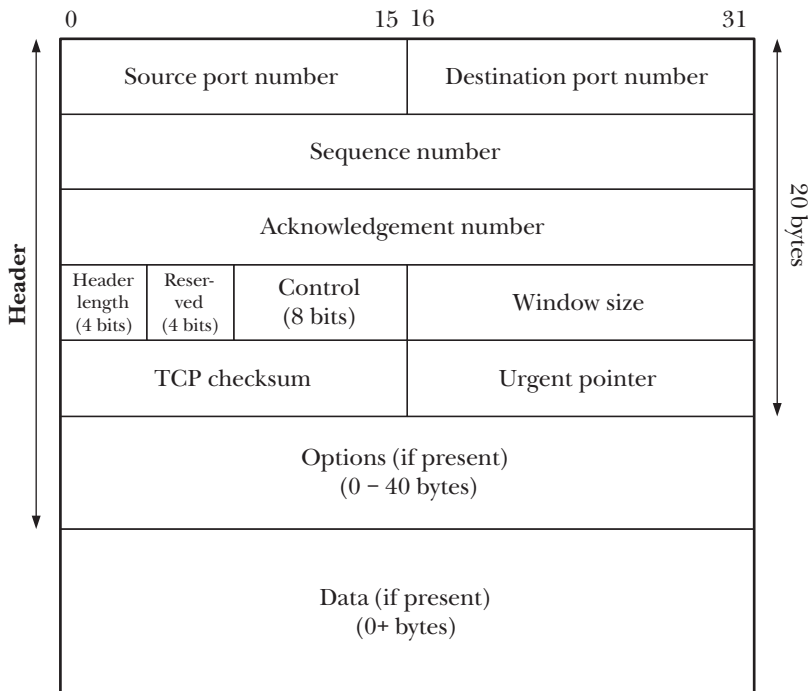 0 15 16 31
Source port number
Destination port number
Sequence number
Acknowledgement number
Header
length
(4 bits)
Reser-
ved
(4 bits)
Control
(8 bits)
Window size
TCP checksum
Urgent pointer
Options (if present)
(0 – 40 bytes)
Data (if present)
(0+ bytes)
Header
20 bytes